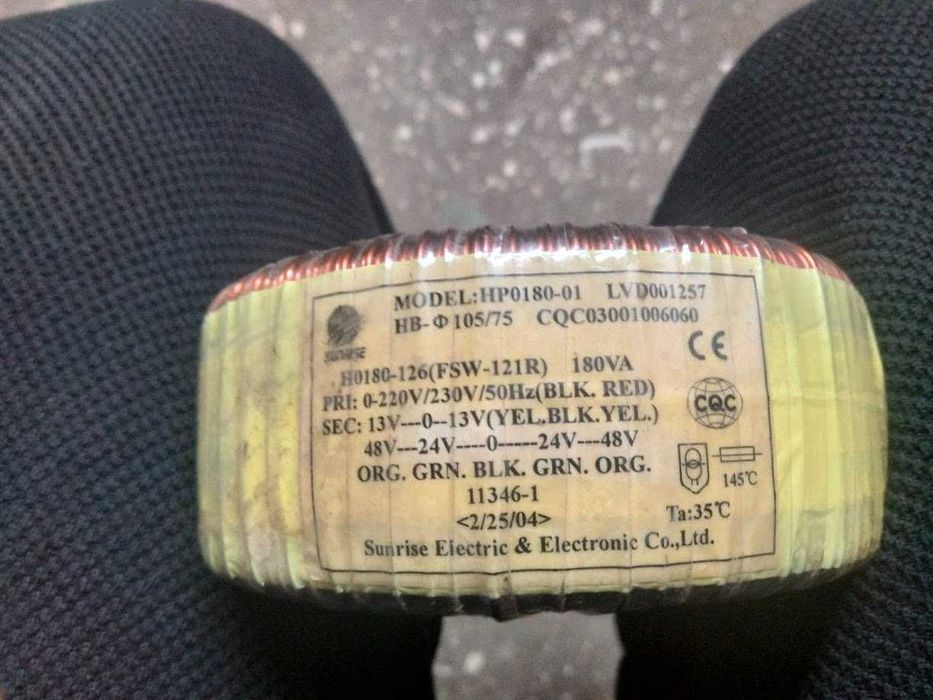 MODEL:HP0180-01 LVD001257
HB-Φ105/75 CQC03001006060
SUNRISE
CE
H0180-126(FSW-121R) 180VA
PRI: 0-220V/230V/50Hz(BLK. RED)
CQC
SEC: 13V---0--13V(YEL.BLK.YEL.)
48V---24V----0-----24V---48V
ORG. GRN. BLK. GRN. ORG.
145℃
11346-1
<2/25/04>
Ta:35℃
Sunrise Electric & Electronic Co.,Ltd.